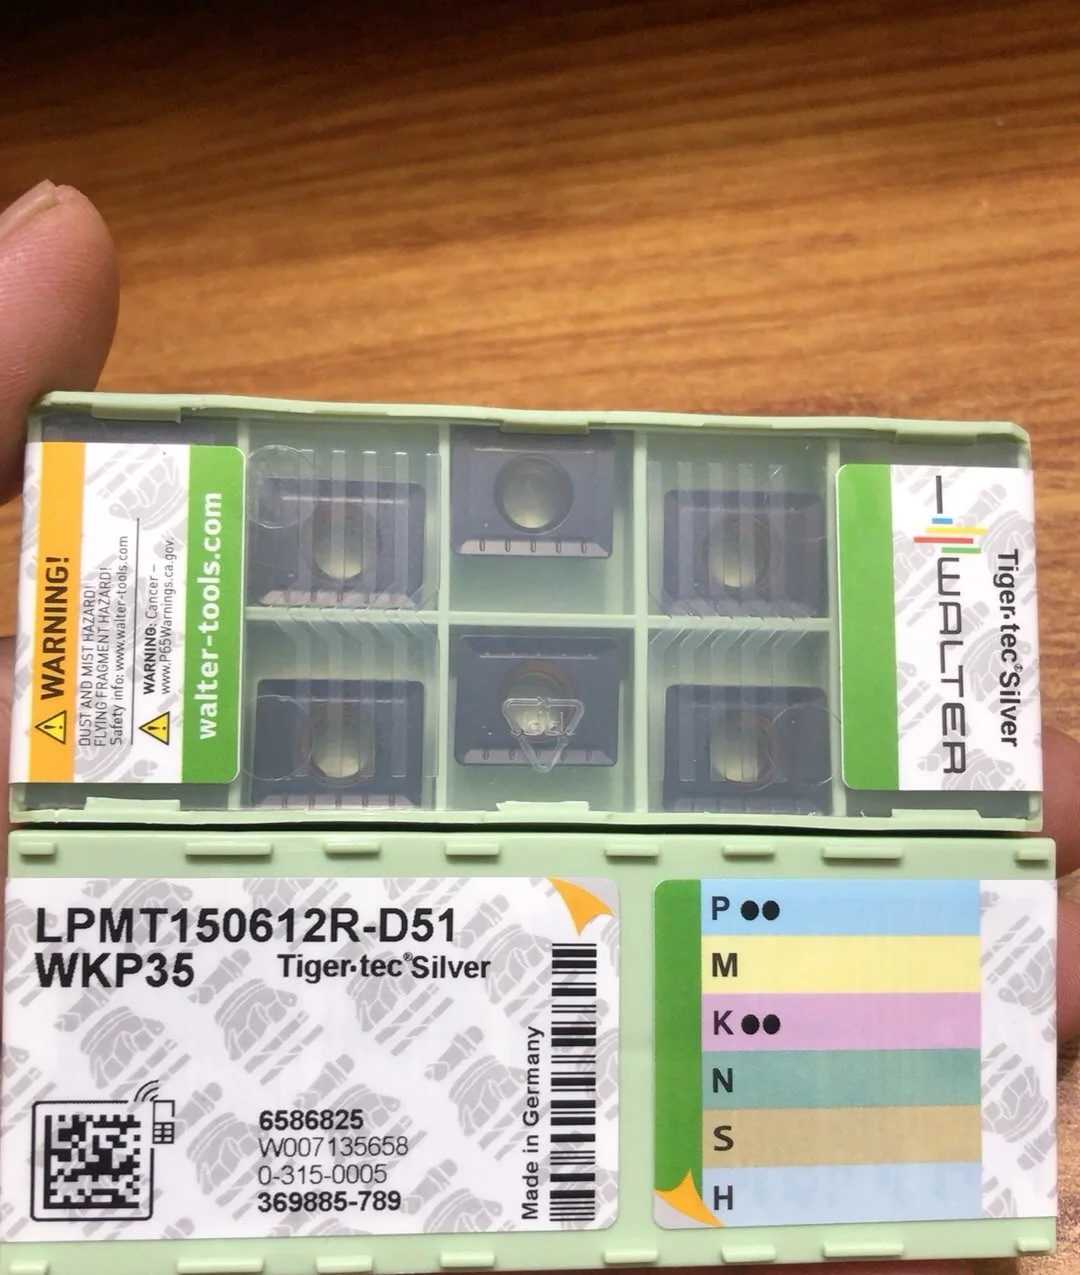 WARNING!
DUST AND MIST HAZARD!
FLYING FRAGMENT HAZARD!
Safety info: www.walter-tools.com
WARNING: Cancer –
www.P65Warnings.ca.gov.
walter-tools.com
WALTER
Tiger·tec®Silver
LPMT150612R-D51
WKP35 Tiger·tec®Silver
Made in Germany
6586825
W007135658
0-315-0005
369885-789
P ●●
M
K ●●
N
S
H